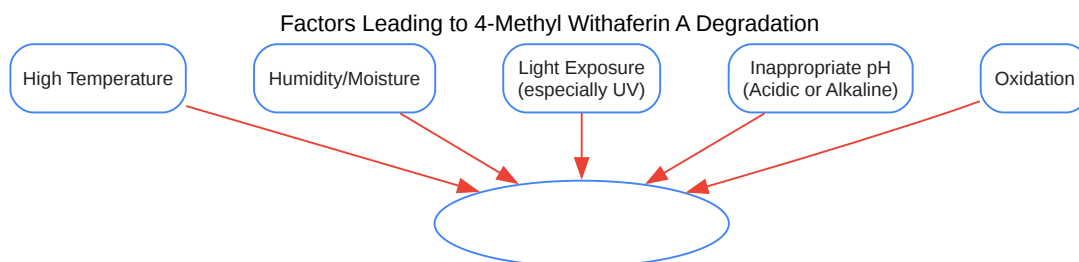 Factors Leading to 4-Methyl Withaferin A Degradation
High Temperature
Humidity/Moisture
Light Exposure
(especially UV)
Inappropriate pH
(Acidic or Alkaline)
Oxidation